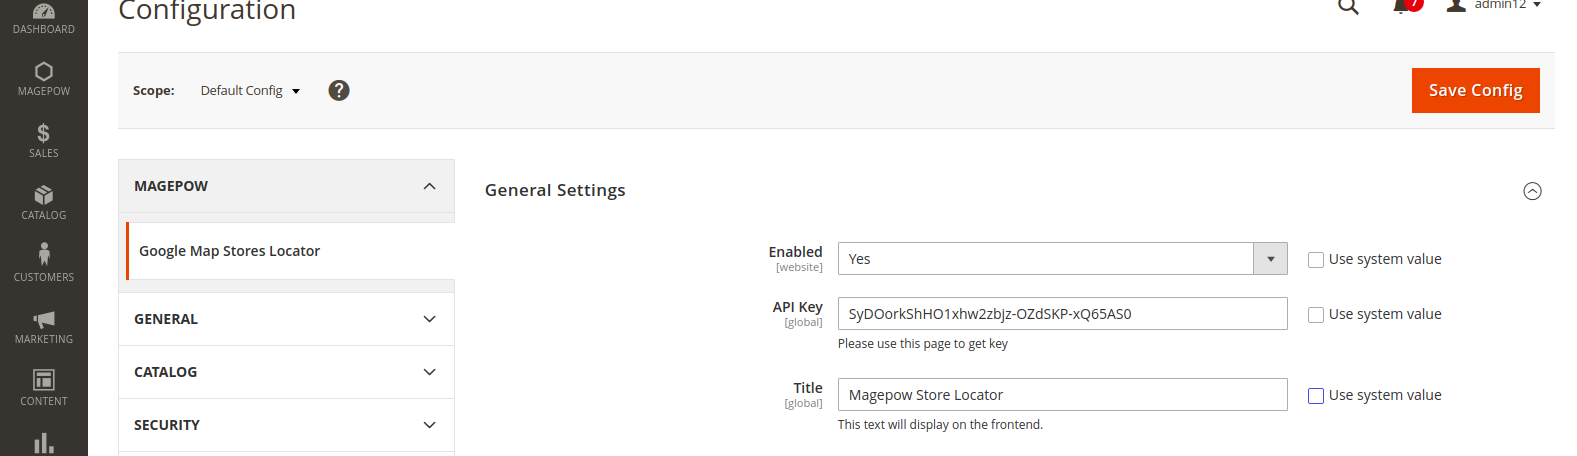 Configuration
7
admin12
DASHBOARD
MAGEPOW
SALES
CATALOG
CUSTOMERS
MARKETING
CONTENT
Scope:
Default Config
?
Save Config
MAGEPOW
Google Map Stores Locator
GENERAL
CATALOG
SECURITY
General Settings
Enabled
[website]
Yes
Use system value
API Key
[global]
SyDOorkShHO1xhw2zbjz-OZdSKP-xQ65AS0
Use system value
Please use this page to get key
Title
[global]
Magepow Store Locator
Use system value
This text will display on the frontend.